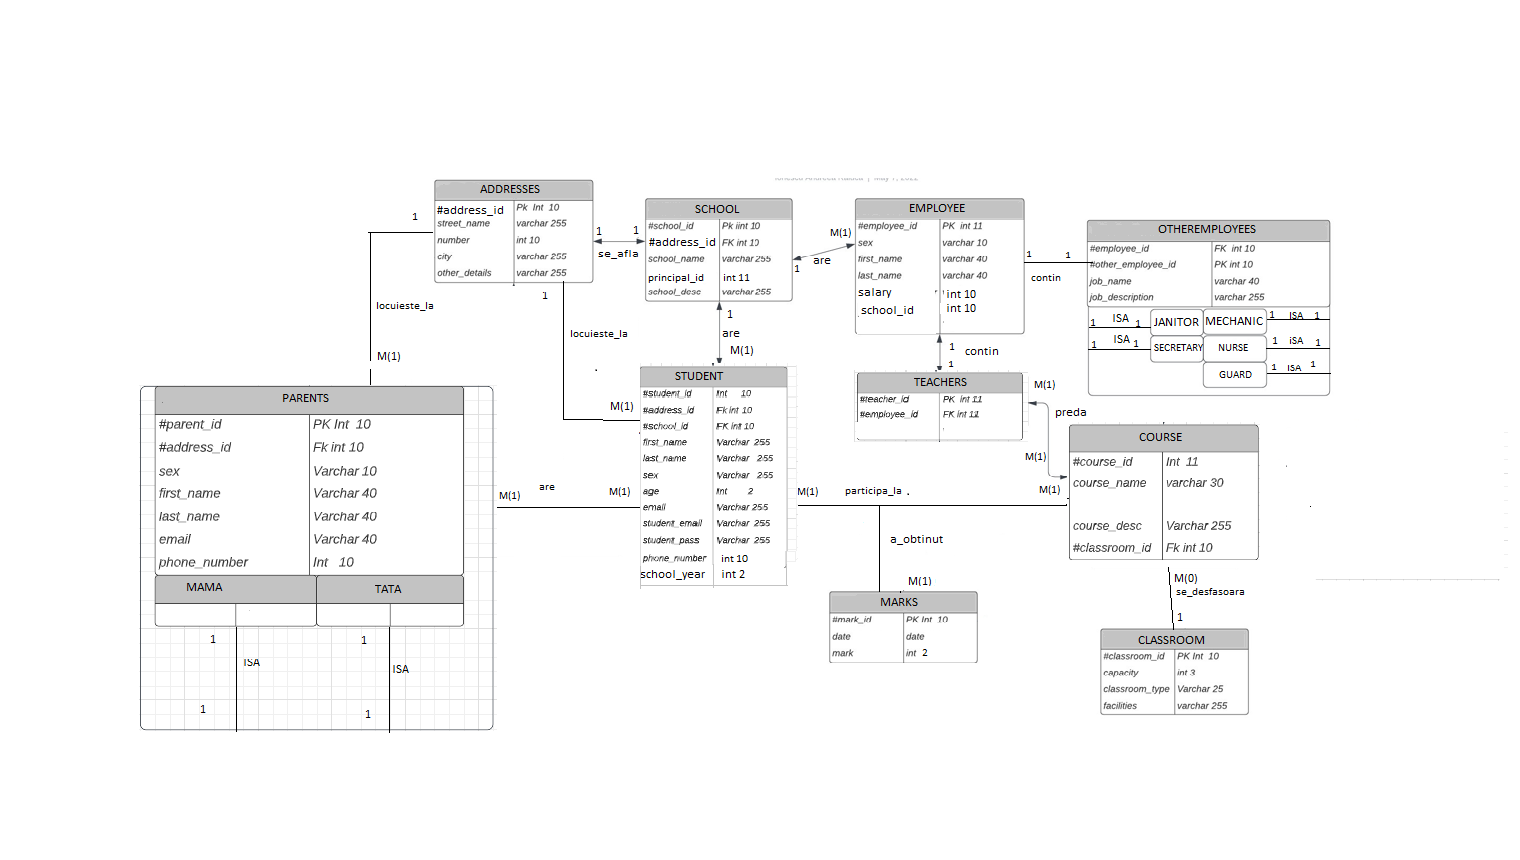 ADDRESSES
#address_id Pk Int 10
street_name varchar 255
number int 10
city varchar 255
other_details varchar 255
1
locuieste_la
M(1)
1
locuieste_la
M(1)
1 1
se_afla
SCHOOL
#school_id Pk iint 10
#address_id FK int 10
school_name varchar 255
principal_id int 11
school_desc varchar 255
M(1)
1 are
1
are
M(1)
EMPLOYEE
#employee_id PK int 11
sex varchar 10
first_name varchar 40
last_name varchar 40
salary int 10
school_id int 10
1 1
contin
1 contin
1
OTHEREMPLOYEES
#employee_id FK int 10
#other_employee_id PK int 10
job_name varchar 40
job_description varchar 255
1 ISA 1 JANITOR MECHANIC 1 ISA 1
1 ISA 1 SECRETARY NURSE 1 iSA 1
GUARD 1 ISA 1
PARENTS
#parent_id PK Int 10
#address_id Fk int 10
sex Varchar 10
first_name Varchar 40
last_name Varchar 40
email Varchar 40
phone_number Int 10
MAMA TATA
1 1
ISA ISA
1 1
M(1) are M(1)
STUDENT
#student_id Int 10
#address_id Fk int 10
#school_id FK int 10
first_name Varchar 255
last_name Varchar 255
sex Varchar 255
age Int 2
email Varchar 255
student_email Varchar 255
student_pass Varchar 255
phone_number int 10
school_year int 2
TEACHERS
#teacher_id PK int 11
#employee_id FK int 11
M(1)
preda
M(1)
M(1) participa_la . M(1)
a_obtinut
M(1)
COURSE
#course_id Int 11
course_name varchar 30
course_desc Varchar 255
#classroom_id Fk int 10
M(0)
se_desfasoara
1
MARKS
#mark_id PK Int 10
date date
mark int 2
CLASSROOM
#classroom_id PK Int 10
capacity int 3
classroom_type Varchar 25
facilities varchar 255